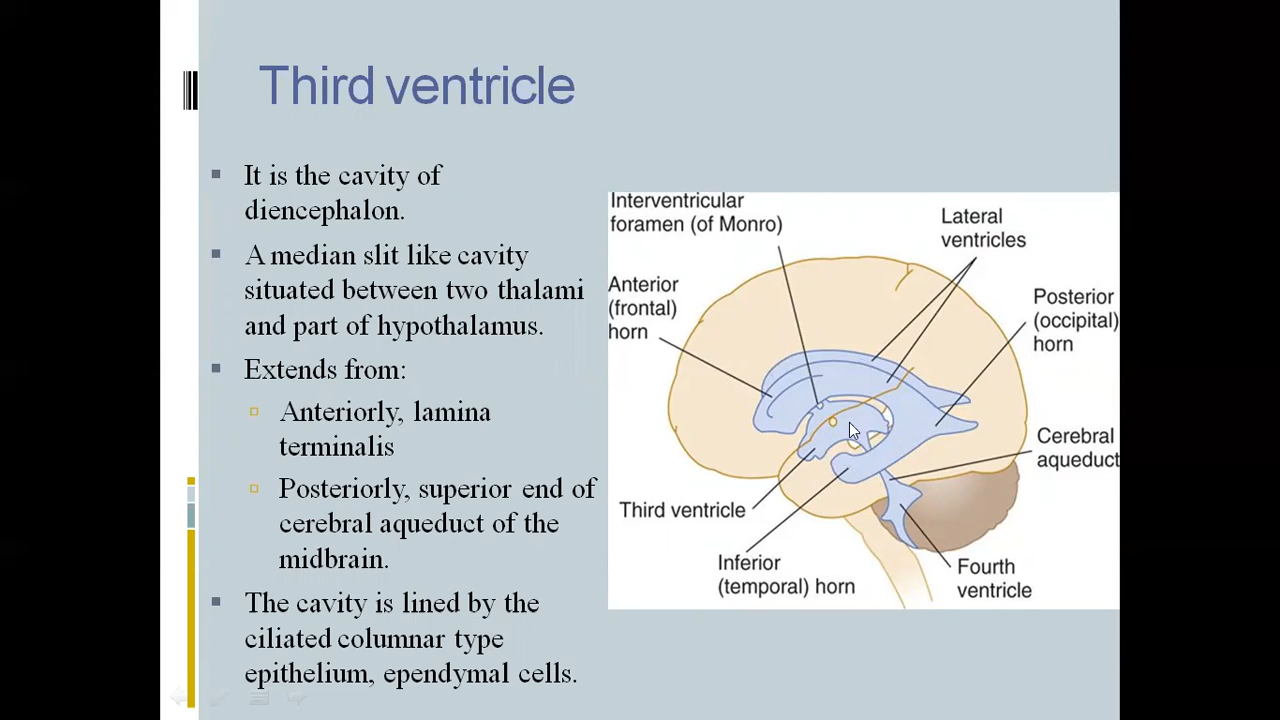 Third ventricle
It is the cavity of
diencephalon.
A median slit like cavity
situated between two thalami
and part of hypothalamus.
Extends from:
Anteriorly, lamina
terminalis
Posteriorly, superior end of
cerebral aqueduct of the
midbrain.
The cavity is lined by the
ciliated columnar type
epithelium, ependymal cells.
Interventricular
foramen (of Monro)
Lateral
ventricles
Anterior
(frontal)
horn
Posterior
(occipital)
horn
Cerebral
aqueduct
Third ventricle
Inferior
(temporal) horn
Fourth
ventricle